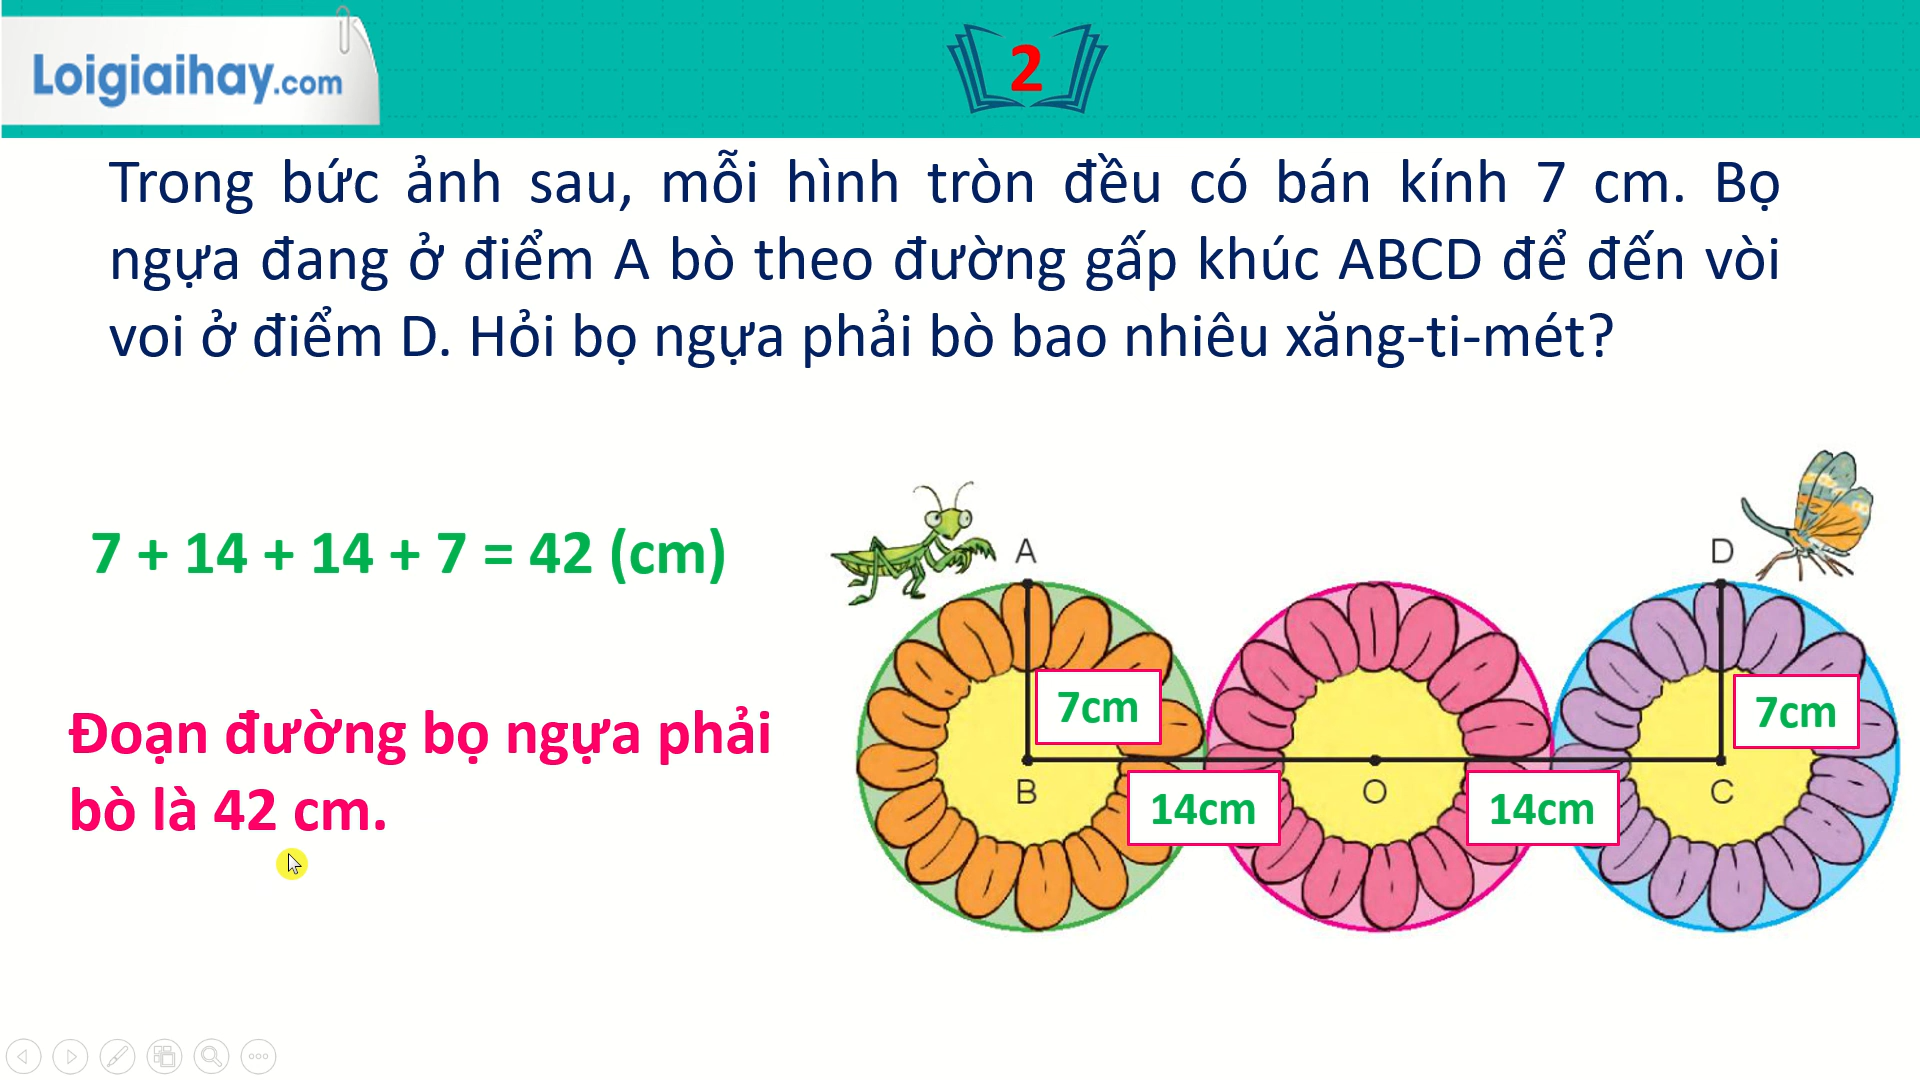 Loigiaihay.com
2
Trong bức ảnh sau, mỗi hình tròn đều có bán kính 7 cm. Bọ
ngựa đang ở điểm A bò theo đường gấp khúc ABCD để đến vòi
voi ở điểm D. Hỏi bọ ngựa phải bò bao nhiêu xăng-ti-mét?
7 + 14 + 14 + 7 = 42 (cm)
A
D
Đoạn đường bọ ngựa phải
bò là 42 cm.
7cm
7cm
B
O
C
14cm
14cm